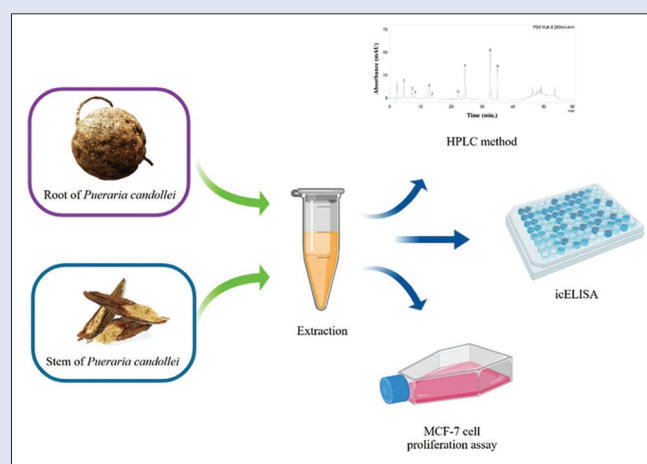 Root of Pueraria candollei
Stem of Pueraria candollei
Extraction
Absorbance (mAU)
Time (min.)
HPLC method
icELISA
MCF-7 cell
proliferation assay